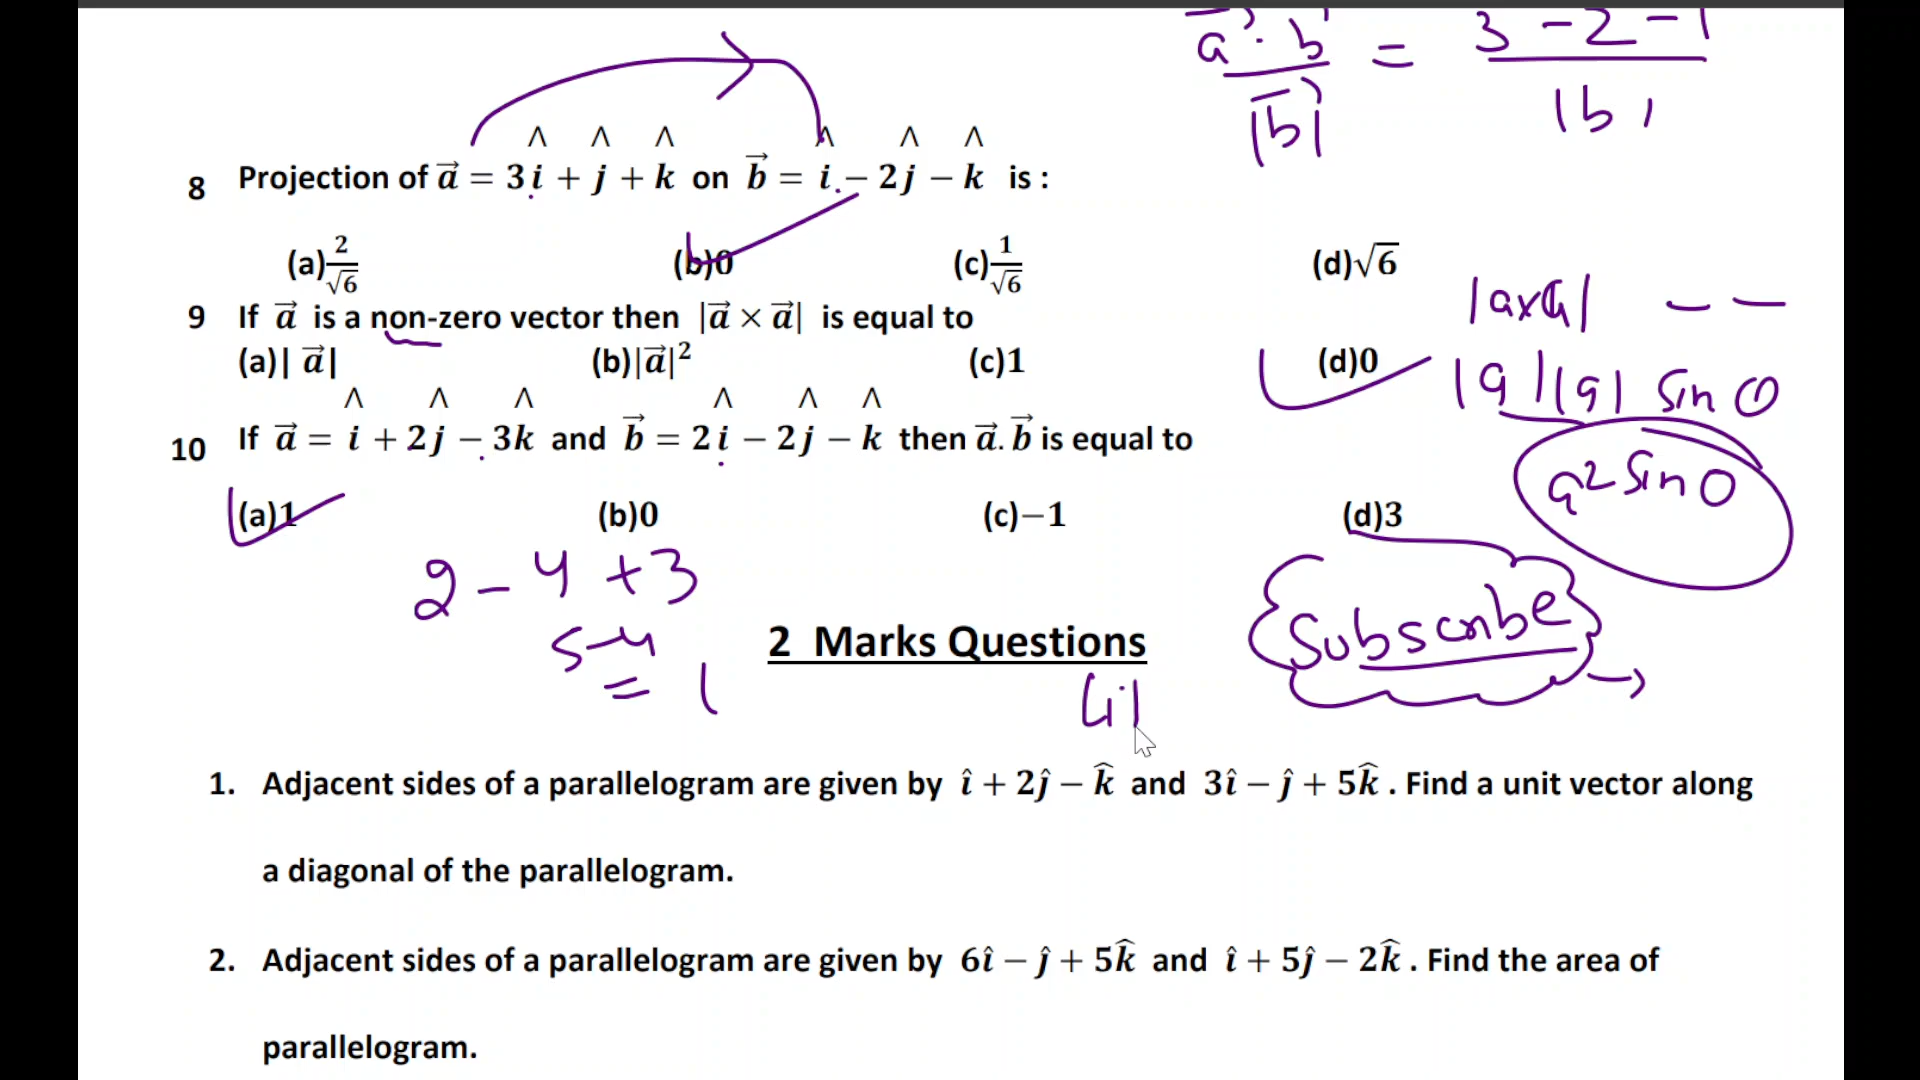 a⃗ . b⃗ / |b⃗| = 3 - 2 - 1 / |b|
8 Projection of a⃗ = 3i + j + k on b⃗ = i - 2j - k is :
(a) 2/√6 (b)0 (c) 1/√6 (d)√6
9 If a⃗ is a non-zero vector then |a⃗ × a⃗| is equal to
|axa|
(a)| a⃗| (b)|a⃗|² (c)1 (d)0
|a||a| sin 0
10 If a⃗ = i + 2j − 3k and b⃗ = 2i − 2j − k then a⃗. b⃗ is equal to
a² sin 0
(a)1 (b)0 (c)−1 (d)3
2 - 4 + 3
5-4
= 1
Subscribe
2 Marks Questions
1. Adjacent sides of a parallelogram are given by î + 2ĵ − k̂ and 3î − ĵ + 5k̂ . Find a unit vector along
a diagonal of the parallelogram.
2. Adjacent sides of a parallelogram are given by 6î − ĵ + 5k̂ and î + 5ĵ − 2k̂ . Find the area of
parallelogram.